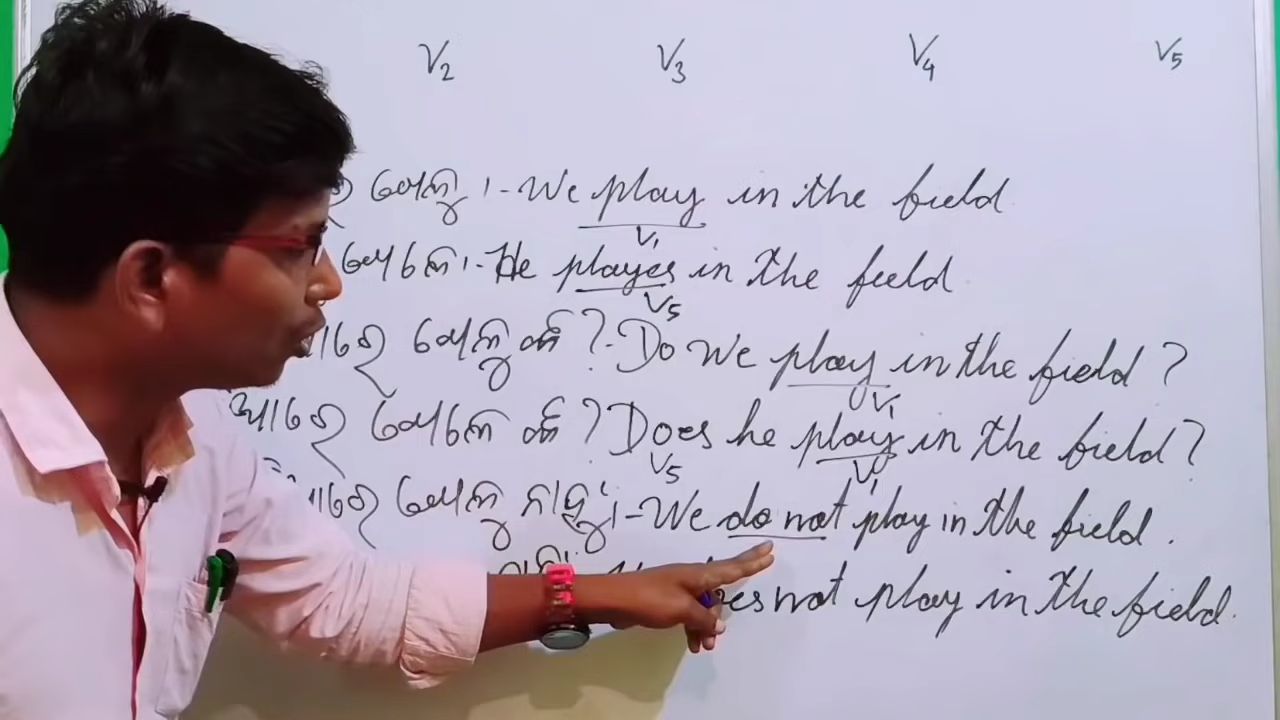 V2 V3 V4 V5
ଖେଳୁ । - We play in the field
V1
ଖେଳେ । - He playes in the field
V5
ଖେଳୁ କି ? - Do we play in the field ?
V1
ଖେଳେ କି ? Does he play in the field ?
V5 V1
ଖେଳୁ ନାହୁଁ । - We do not play in the field .
not play in the field .